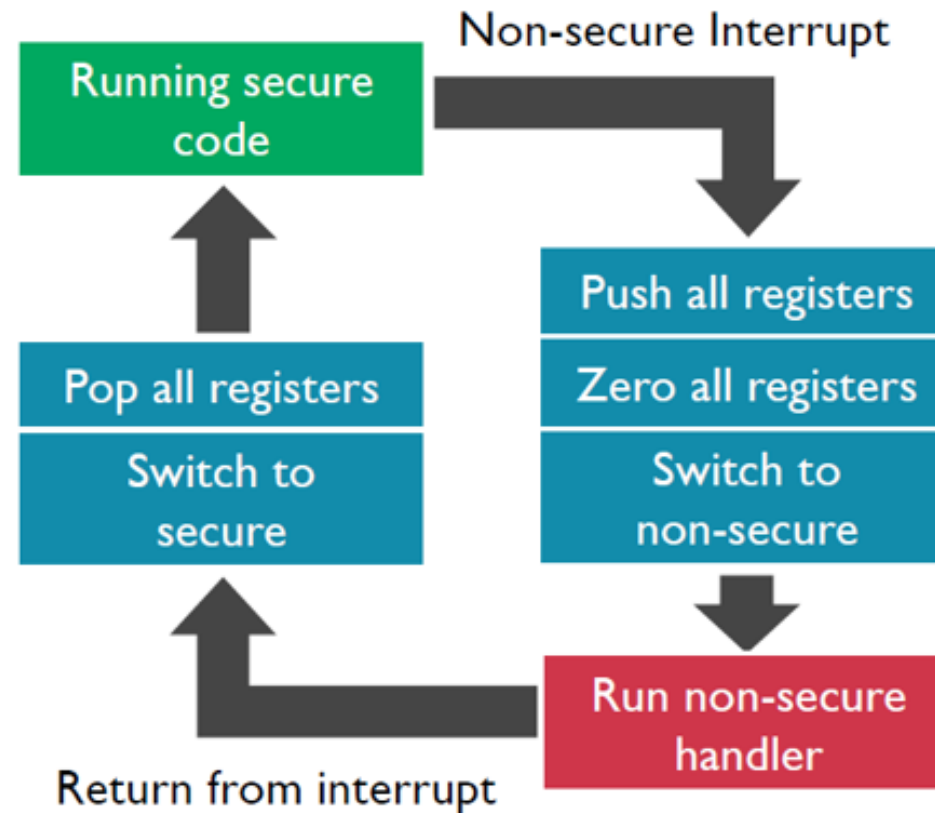 Non-secure Interrupt
Running secure
code
Push all registers
Zero all registers
Switch to
non-secure
Run non-secure
handler
Return from interrupt
Switch to
secure
Pop all registers